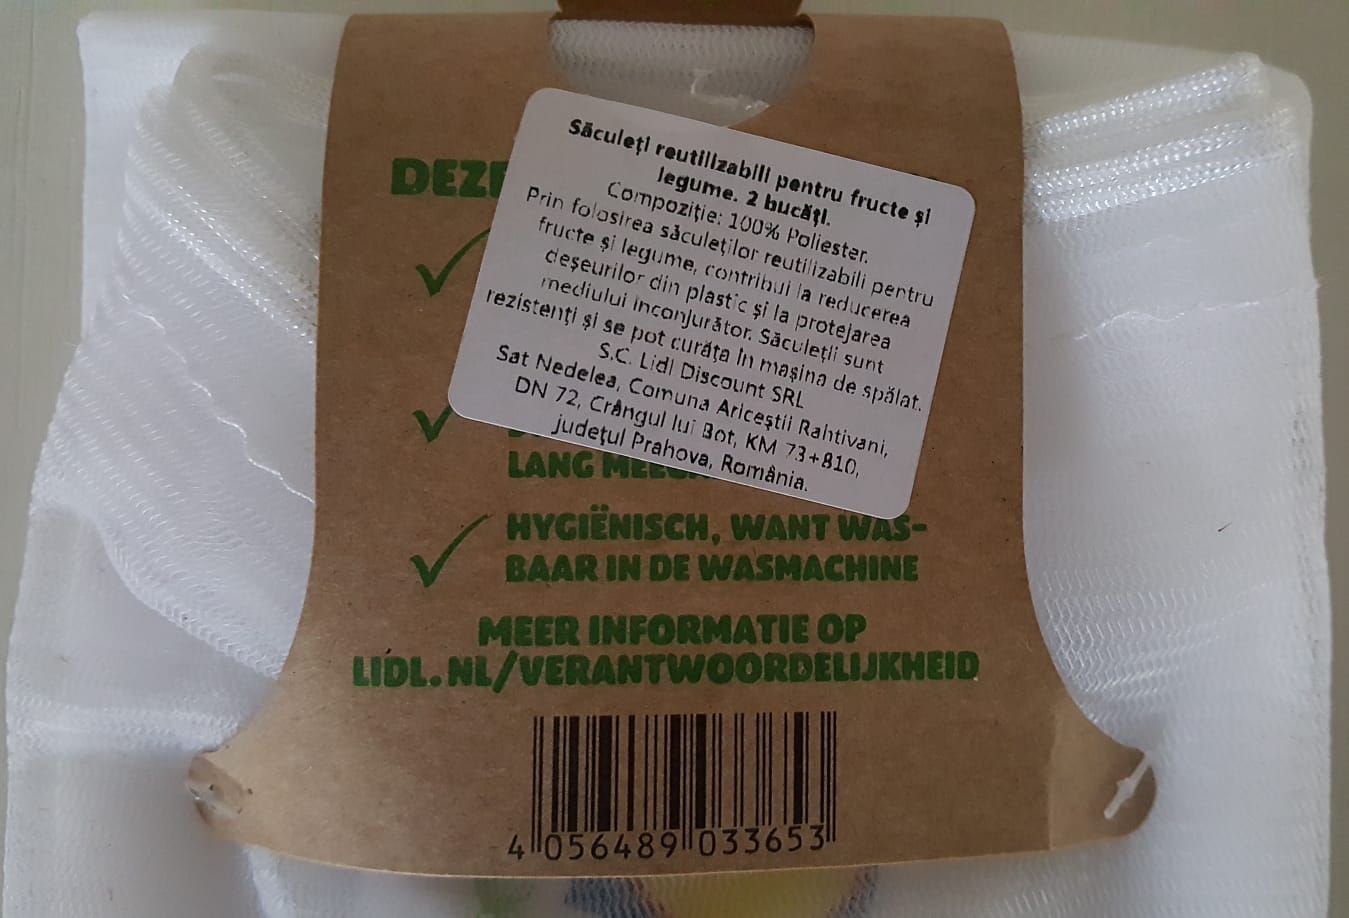 DEZE
Săculeți reutilizabili pentru fructe și
legume. 2 bucăți.
Compoziție: 100% Poliester.
Prin folosirea săculeților reutilizabili pentru
fructe și legume, contribui la reducerea
deșeurilor din plastic și la protejarea
mediului înconjurător. Săculeții sunt
rezistenți și se pot curăța în mașina de spălat.
S.C. Lidl Discount SRL
Sat Nedelea, Comuna Ariceștii Rahtivani,
DN 72, Crângul lui Bot, KM 73+810,
județul Prahova, România.
LANG
HYGIËNISCH, WANT WAS-
BAAR IN DE WASMACHINE
MEER INFORMATIE OP
LIDL.NL/VERANTWOORDELIJKHEID
4 056489 033653